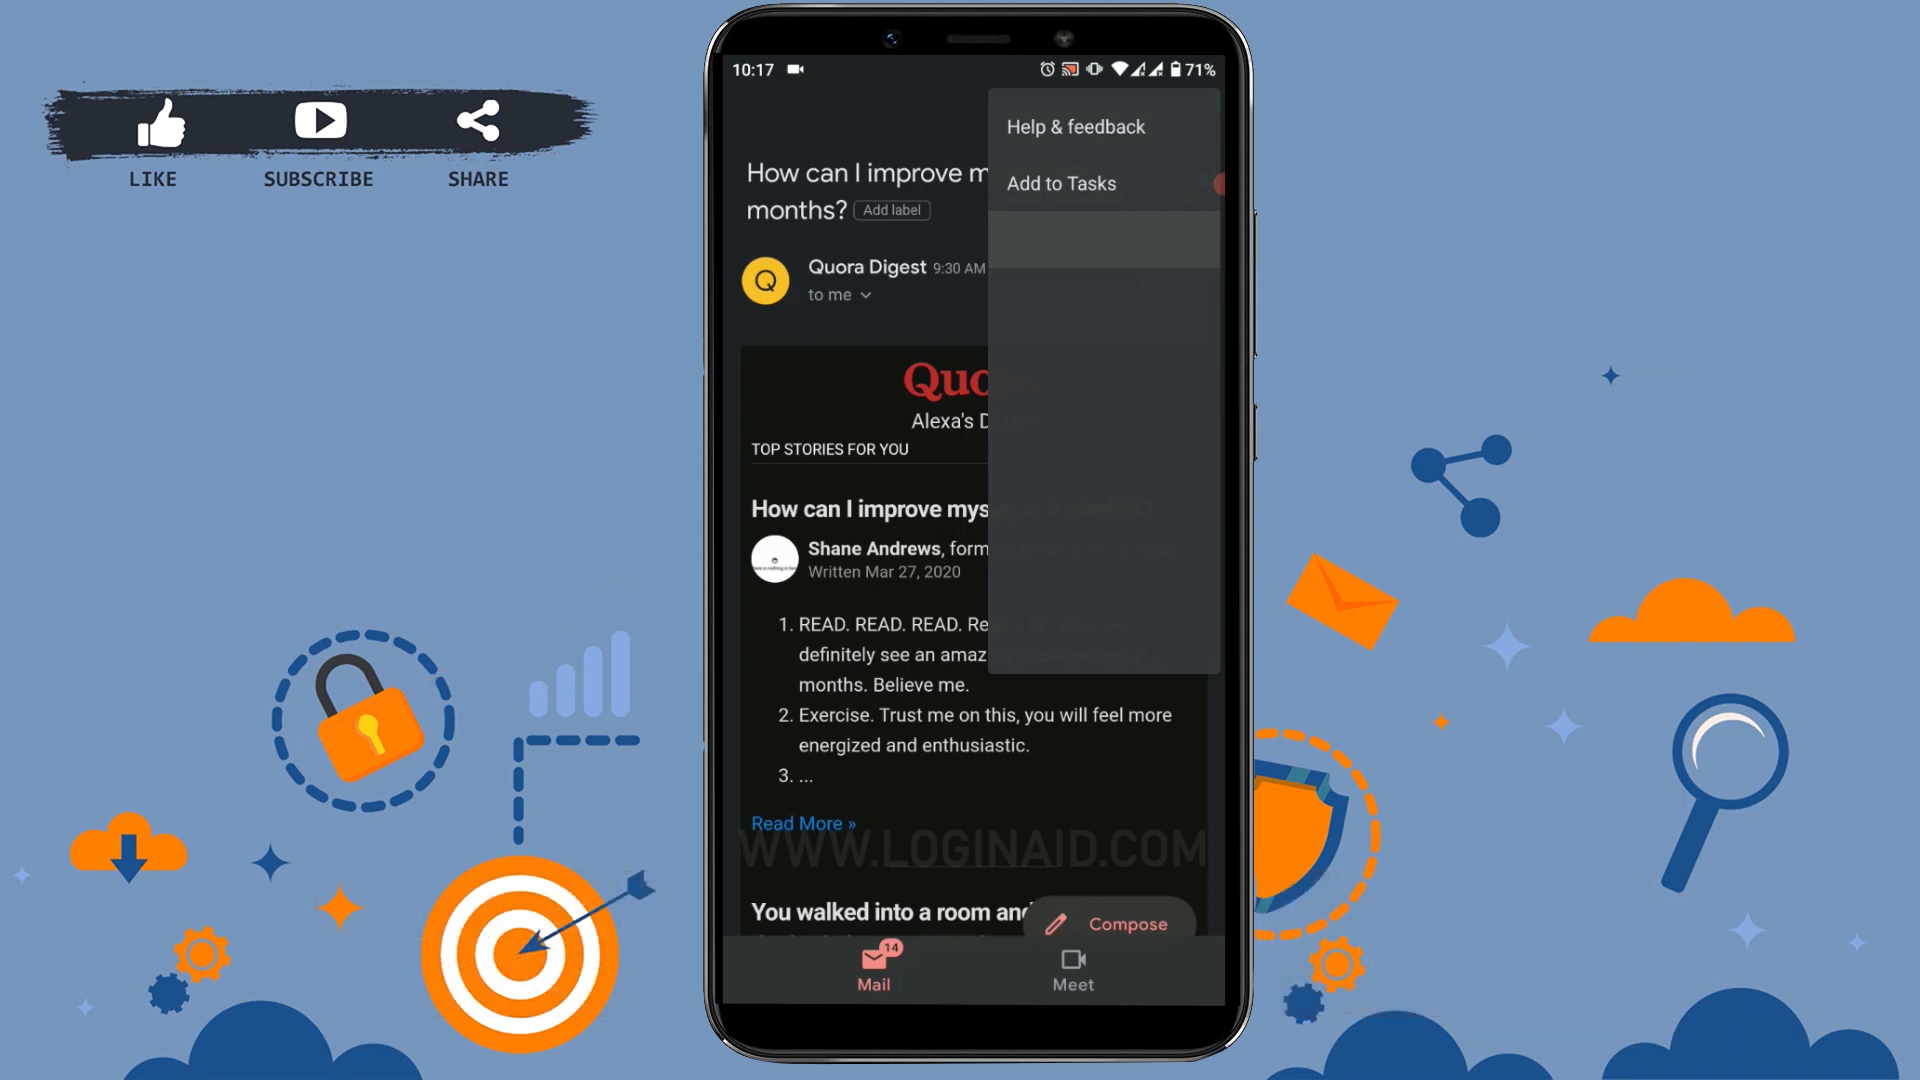 LIKE
SUBSCRIBE
SHARE
10:17
71%
Help & feedback
Add to Tasks
How can I improve m
months? Add label
Q
Quora Digest 9:30 AM
to me
Quo
Alexa's D
TOP STORIES FOR YOU
How can I improve mys
Shane Andrews, form
Written Mar 27, 2020
1. READ. READ. READ. Re
definitely see an amaz
months. Believe me.
2. Exercise. Trust me on this, you will feel more
energized and enthusiastic.
3. ...
Read More »
WWW.LOGINAID.COM
You walked into a room and
Compose
14
Mail
Meet